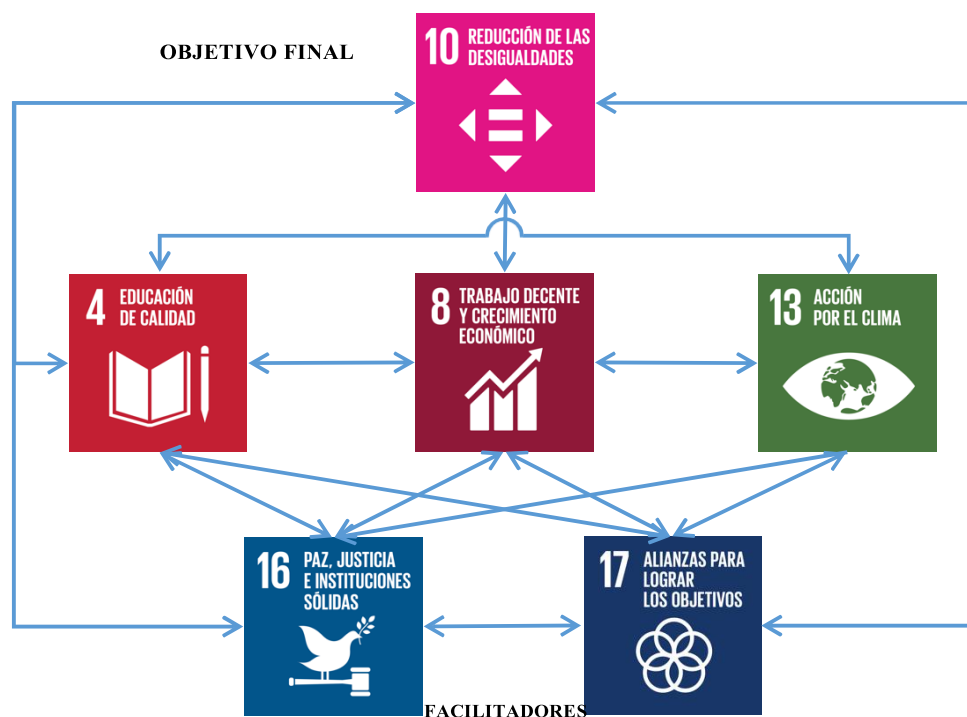 OBJETIVO FINAL
10 REDUCCIÓN DE LAS
DESIGUALDADES
4 EDUCACIÓN
DE CALIDAD
8 TRABAJO DECENTE
Y CRECIMIENTO
ECONÓMICO
13 ACCIÓN
POR EL CLIMA
16 PAZ, JUSTICIA
E INSTITUCIONES
SÓLIDAS
17 ALIANZAS PARA
LOGRAR
LOS OBJETIVOS
FACILITADORES